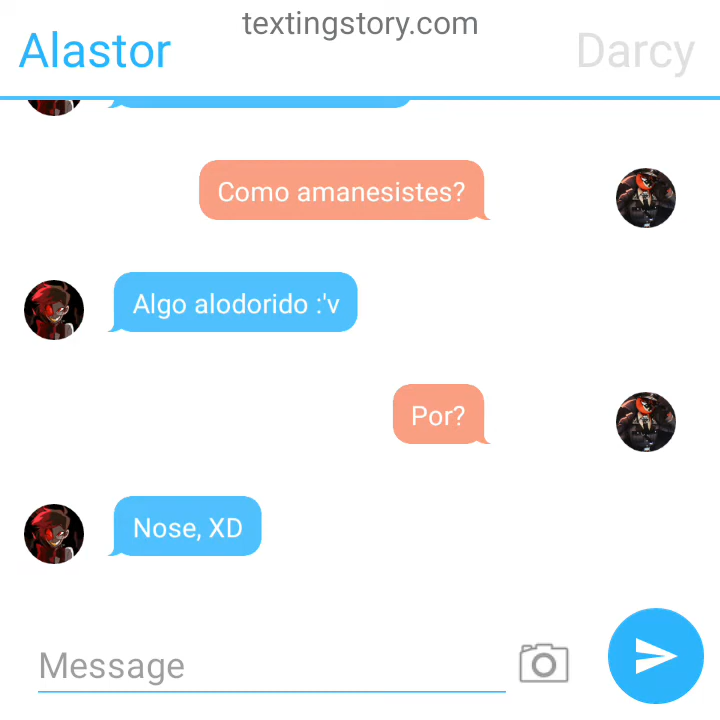 textingstory.com
Alastor
Darcy
Como amanesistes?
Algo alodorido :'v
Por?
Nose, XD
Message